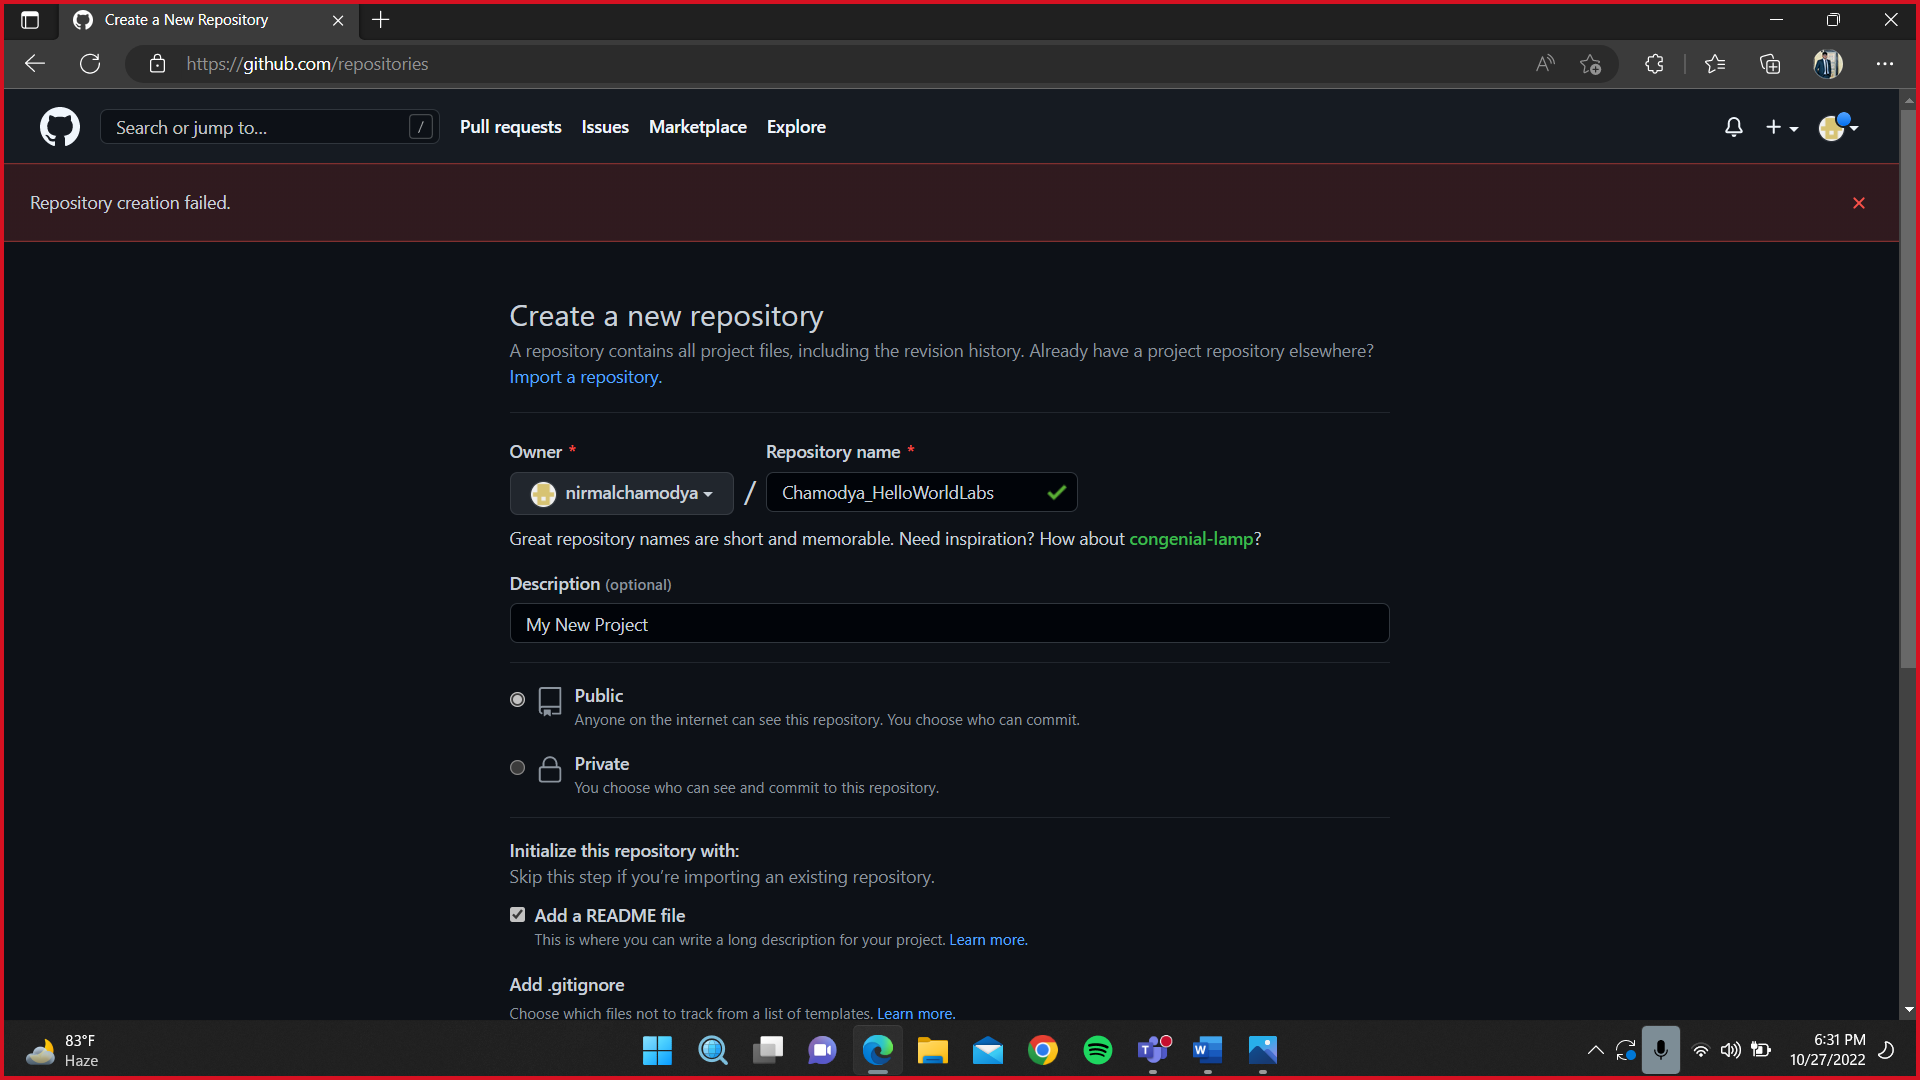 Create a New Repository
https://github.com/repositories
Search or jump to... /
Pull requests Issues Marketplace Explore
Repository creation failed.
Create a new repository
A repository contains all project files, including the revision history. Already have a project repository elsewhere?
Import a repository.
Owner * Repository name *
nirmalchamodya / Chamodya_HelloWorldLabs
Great repository names are short and memorable. Need inspiration? How about congenial-lamp?
Description (optional)
My New Project
Public
Anyone on the internet can see this repository. You choose who can commit.
Private
You choose who can see and commit to this repository.
Initialize this repository with:
Skip this step if you're importing an existing repository.
Add a README file
This is where you can write a long description for your project. Learn more.
Add .gitignore
Choose which files not to track from a list of templates. Learn more.
83°F
Haze
6:31 PM
10/27/2022